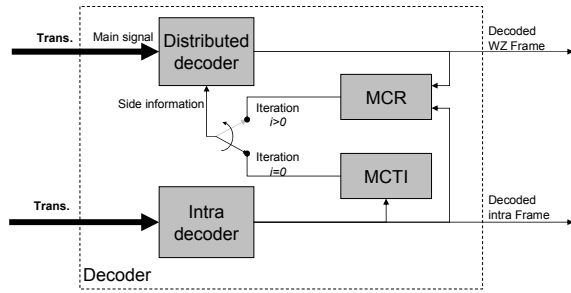 Trans.
Main signal
Distributed
decoder
Decoded
WZ Frame
Side information
Iteration
i>0
MCR
Iteration
i=0
MCTI
Trans.
Intra
decoder
Decoded
intra Frame
Decoder